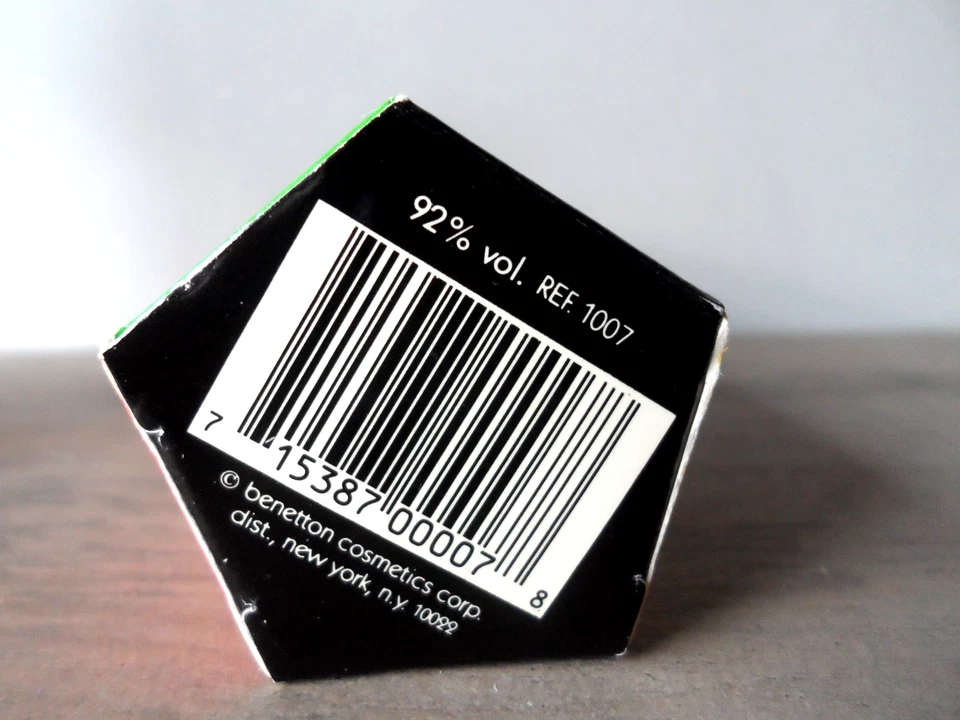 92% vol. REF. 1007
7 15387 00007 8
© benetton cosmetics corp.
dist., new york, n.y. 10022